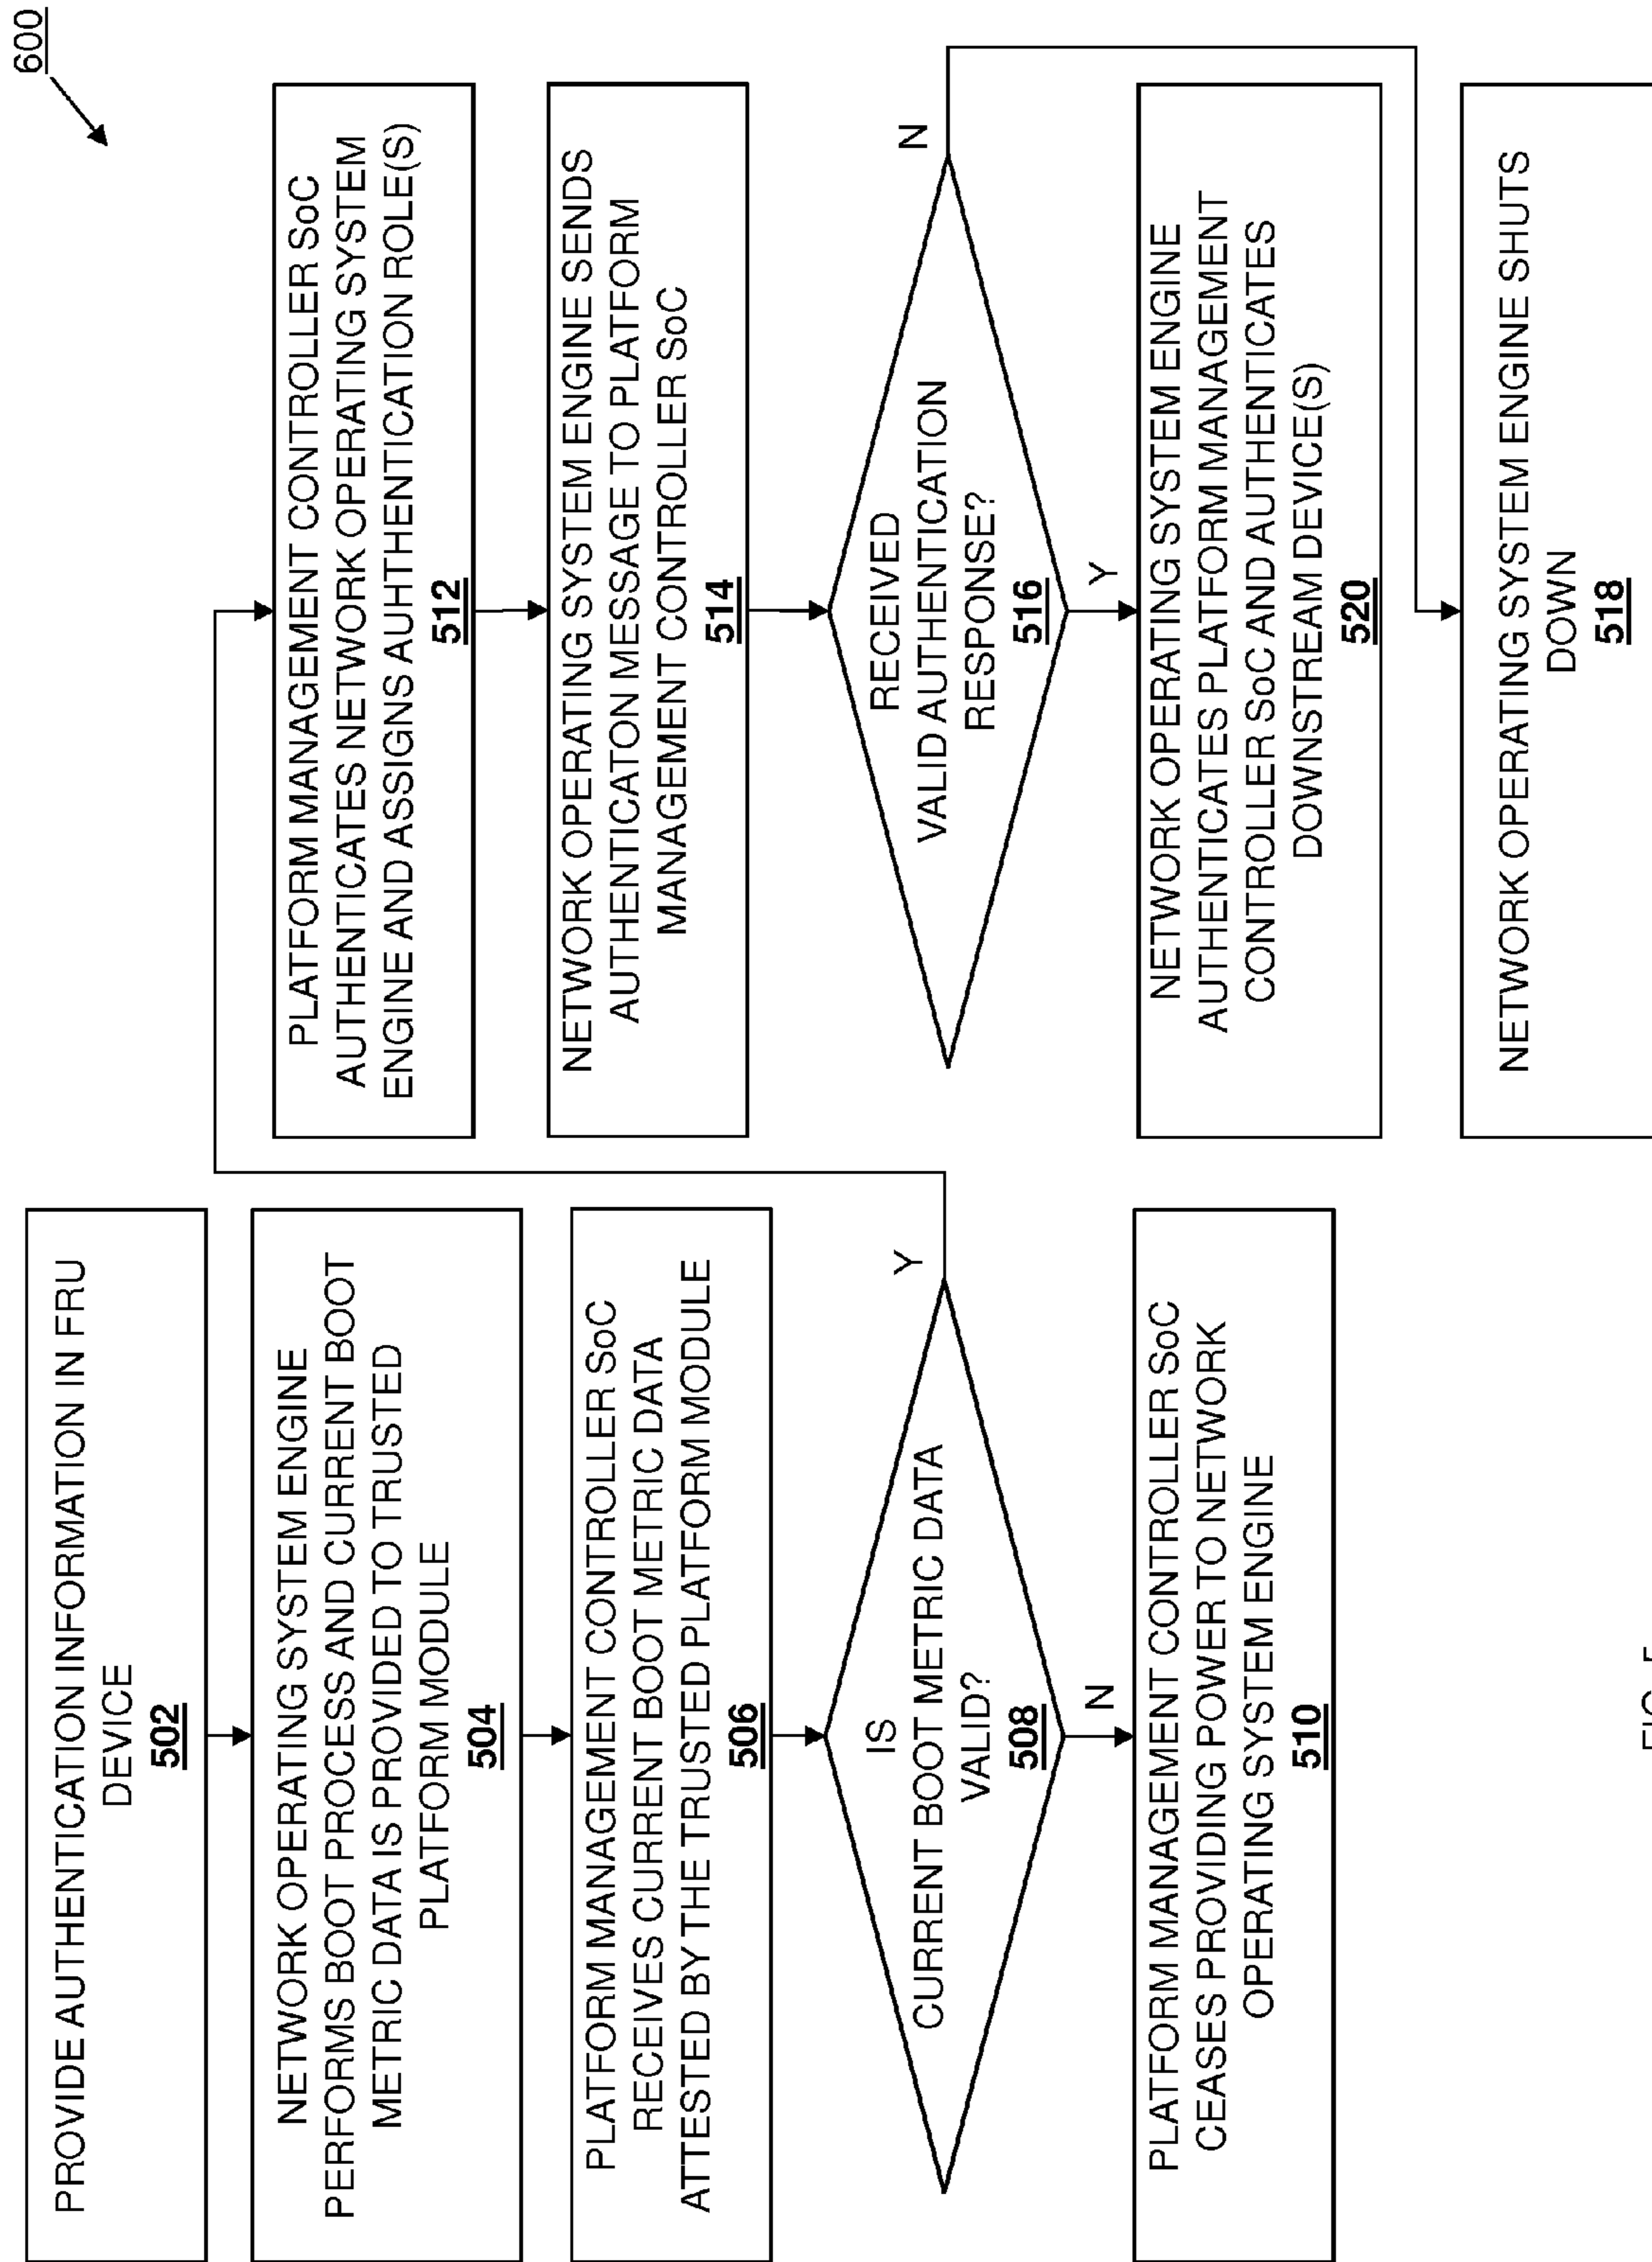 600
PROVIDE AUTHENTICATION INFORMATION IN FRU
DEVICE
502
NETWORK OPERATING SYSTEM ENGINE
PERFORMS BOOT PROCESS AND CURRENT BOOT
METRIC DATA IS PROVIDED TO TRUSTED
PLATFORM MODULE
504
PLATFORM MANAGEMENT CONTROLLER SoC
RECEIVES CURRENT BOOT METRIC DATA
ATTESTED BY THE TRUSTED PLATFORM MODULE
506
IS
CURRENT BOOT METRIC DATA
VALID?
508
Y
N
PLATFORM MANAGEMENT CONTROLLER SoC
CEASES PROVIDING POWER TO NETWORK
OPERATING SYSTEM ENGINE
510
PLATFORM MANAGEMENT CONTROLLER SoC
AUTHENTICATES NETWORK OPERATING SYSTEM
ENGINE AND ASSIGNS AUHTHENTICATION ROLE(S)
512
NETWORK OPERATING SYSTEM ENGINE SENDS
AUTHENTICATON MESSAGE TO PLATFORM
MANAGEMENT CONTROLLER SoC
514
RECEIVED
VALID AUTHENTICATION
RESPONSE?
516
N
Y
NETWORK OPERATING SYSTEM ENGINE
AUTHENTICATES PLATFORM MANAGEMENT
CONTROLLER SoC AND AUTHENTICATES
DOWNSTREAM DEVICE(S)
520
NETWORK OPERATING SYSTEM ENGINE SHUTS
DOWN
518